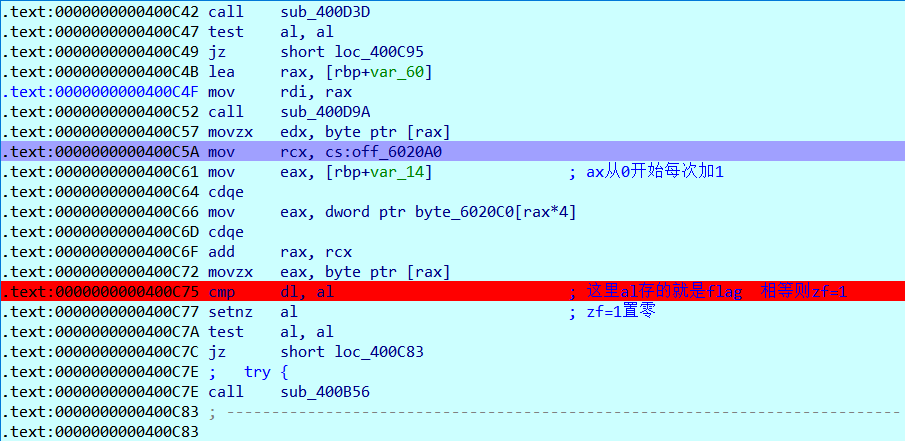 .text:0000000000400C42 call    sub_400D3D
.text:0000000000400C47 test    al, al
.text:0000000000400C49 jz      short loc_400C95
.text:0000000000400C4B lea     rax, [rbp+var_60]
.text:0000000000400C4F mov     rdi, rax
.text:0000000000400C52 call    sub_400D9A
.text:0000000000400C57 movzx   edx, byte ptr [rax]
.text:0000000000400C5A mov     rcx, cs:off_6020A0
.text:0000000000400C61 mov     eax, [rbp+var_14]               ; ax从0开始每次加1
.text:0000000000400C64 cdqe
.text:0000000000400C66 mov     eax, dword ptr byte_6020C0[rax*4]
.text:0000000000400C6D cdqe
.text:0000000000400C6F add     rax, rcx
.text:0000000000400C72 movzx   eax, byte ptr [rax]
.text:0000000000400C75 cmp     dl, al                          ; 这里al存的就是flag  相等则zf=1
.text:0000000000400C77 setnz   al                              ; zf=1置零
.text:0000000000400C7A test    al, al
.text:0000000000400C7C jz      short loc_400C83
.text:0000000000400C7E ;   try {
.text:0000000000400C7E call    sub_400B56
.text:0000000000400C83 ; ---------------------------------------------------------------------------
.text:0000000000400C83